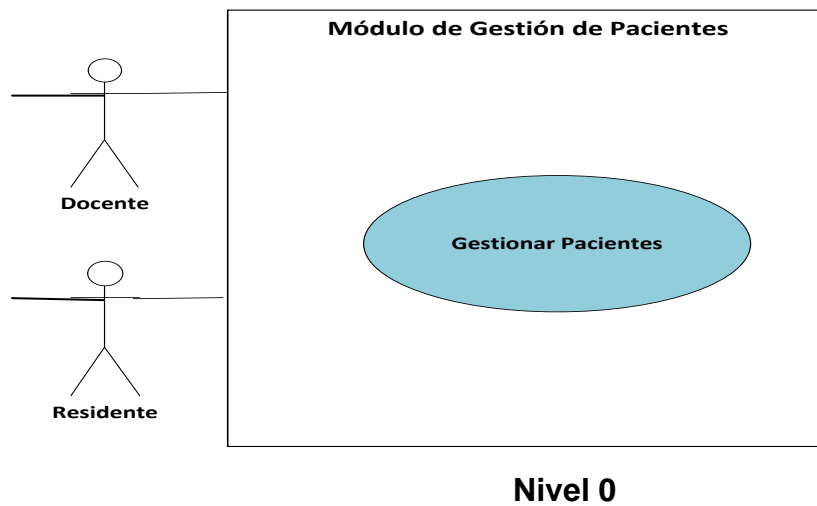 Módulo de Gestión de Pacientes
Docente
Gestionar Pacientes
Residente
Nivel 0